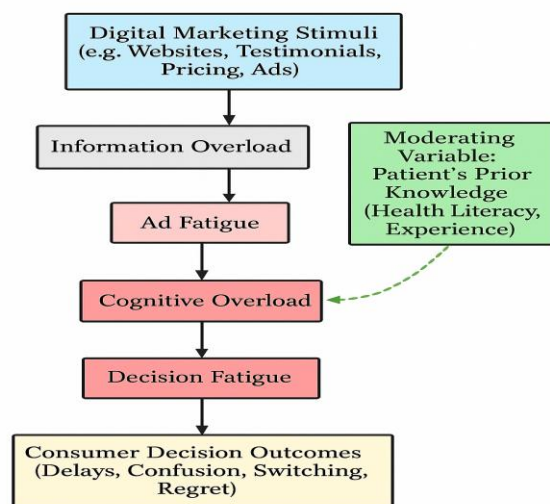 Digital Marketing Stimuli
(e.g. Websites, Testimonials,
Pricing, Ads)
Information Overload
Moderating
Variable:
Patient's Prior
Knowledge
(Health Literacy,
Experience)
Ad Fatigue
Cognitive Overload
Decision Fatigue
Consumer Decision Outcomes
(Delays, Confusion, Switching,
Regret)